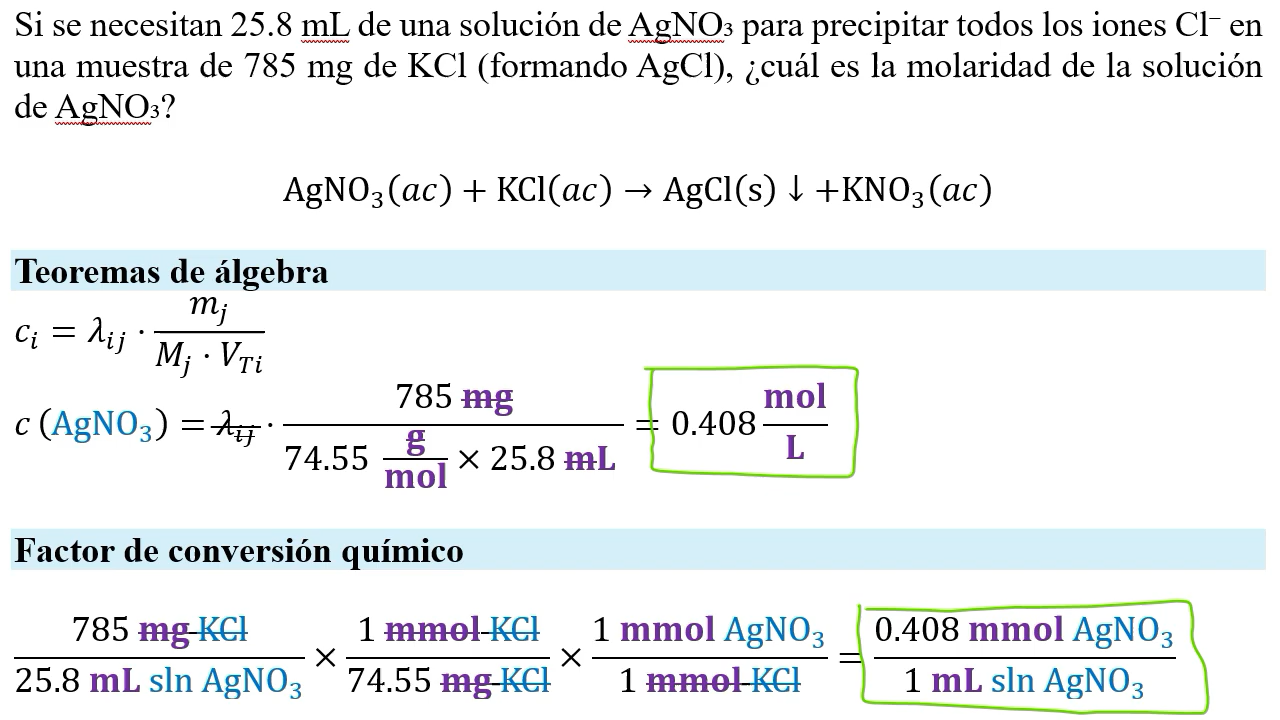 Si se necesitan 25.8 mL de una solución de AgNO₃ para precipitar todos los iones Cl⁻ en
una muestra de 785 mg de KCl (formando AgCl), ¿cuál es la molaridad de la solución
de AgNO₃?
AgNO₃(ac) + KCl(ac) → AgCl(s) ↓ +KNO₃(ac)
Teoremas de álgebra
cᵢ = λᵢⱼ · mⱼ / (Mⱼ · V_Tᵢ)
c (AgNO₃) = λᵢⱼ · 785 mg / (74.55 g/mol × 25.8 mL) = 0.408 mol/L
Factor de conversión químico
785 mg KCl / 25.8 mL sln AgNO₃ × 1 mmol KCl / 74.55 mg KCl × 1 mmol AgNO₃ / 1 mmol KCl = 0.408 mmol AgNO₃ / 1 mL sln AgNO₃